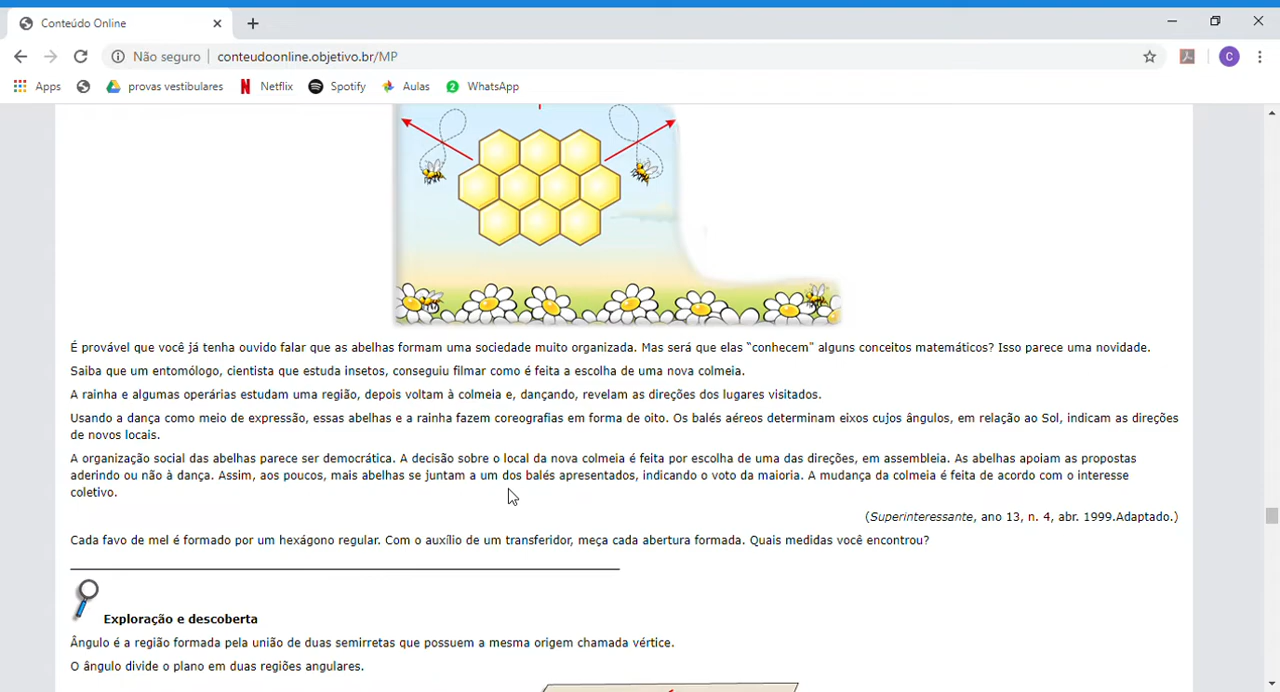 Conteúdo Online
Não seguro conteudoonline.objetivo.br/MP C
Apps provas vestibulares Netflix Spotify Aulas 2 WhatsApp
É provável que você já tenha ouvido falar que as abelhas formam uma sociedade muito organizada. Mas será que elas “conhecem” alguns conceitos matemáticos? Isso parece uma novidade.
Saiba que um entomólogo, cientista que estuda insetos, conseguiu filmar como é feita a escolha de uma nova colmeia.
A rainha e algumas operárias estudam uma região, depois voltam à colmeia e, dançando, revelam as direções dos lugares visitados.
Usando a dança como meio de expressão, essas abelhas e a rainha fazem coreografias em forma de oito. Os balés aéreos determinam eixos cujos ângulos, em relação ao Sol, indicam as direções
de novos locais.
A organização social das abelhas parece ser democrática. A decisão sobre o local da nova colmeia é feita por escolha de uma das direções, em assembleia. As abelhas apoiam as propostas
aderindo ou não à dança. Assim, aos poucos, mais abelhas se juntam a um dos balés apresentados, indicando o voto da maioria. A mudança da colmeia é feita de acordo com o interesse
coletivo.
(Superinteressante, ano 13, n. 4, abr. 1999.Adaptado.)
Cada favo de mel é formado por um hexágono regular. Com o auxílio de um transferidor, meça cada abertura formada. Quais medidas você encontrou?
Exploração e descoberta
Ângulo é a região formada pela união de duas semirretas que possuem a mesma origem chamada vértice.
O ângulo divide o plano em duas regiões angulares.